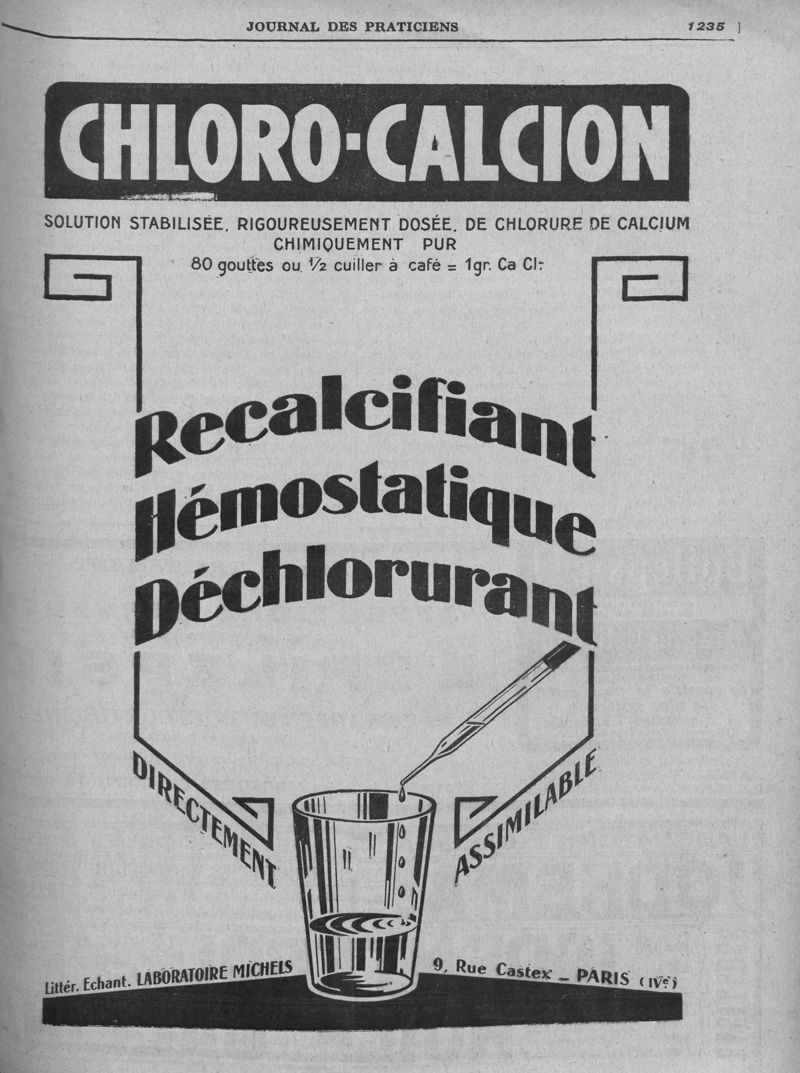 JOURNAL DES PRATICIENS 1235
CHLORO-CALCION
SOLUTION STABILISÉE, RIGOUREUSEMENT DOSÉE, DE CHLORURE DE CALCIUM
CHIMIQUEMENT PUR
80 gouttes ou 1/2 cuiller à café = 1gr. Ca Cl²
Recalcifiant
Hémostatique
Déchlorurant
DIRECTEMENT
ASSIMILABLE
Littér. Echant. LABORATOIRE MICHELS
9, Rue Castex _ PARIS (IVe)